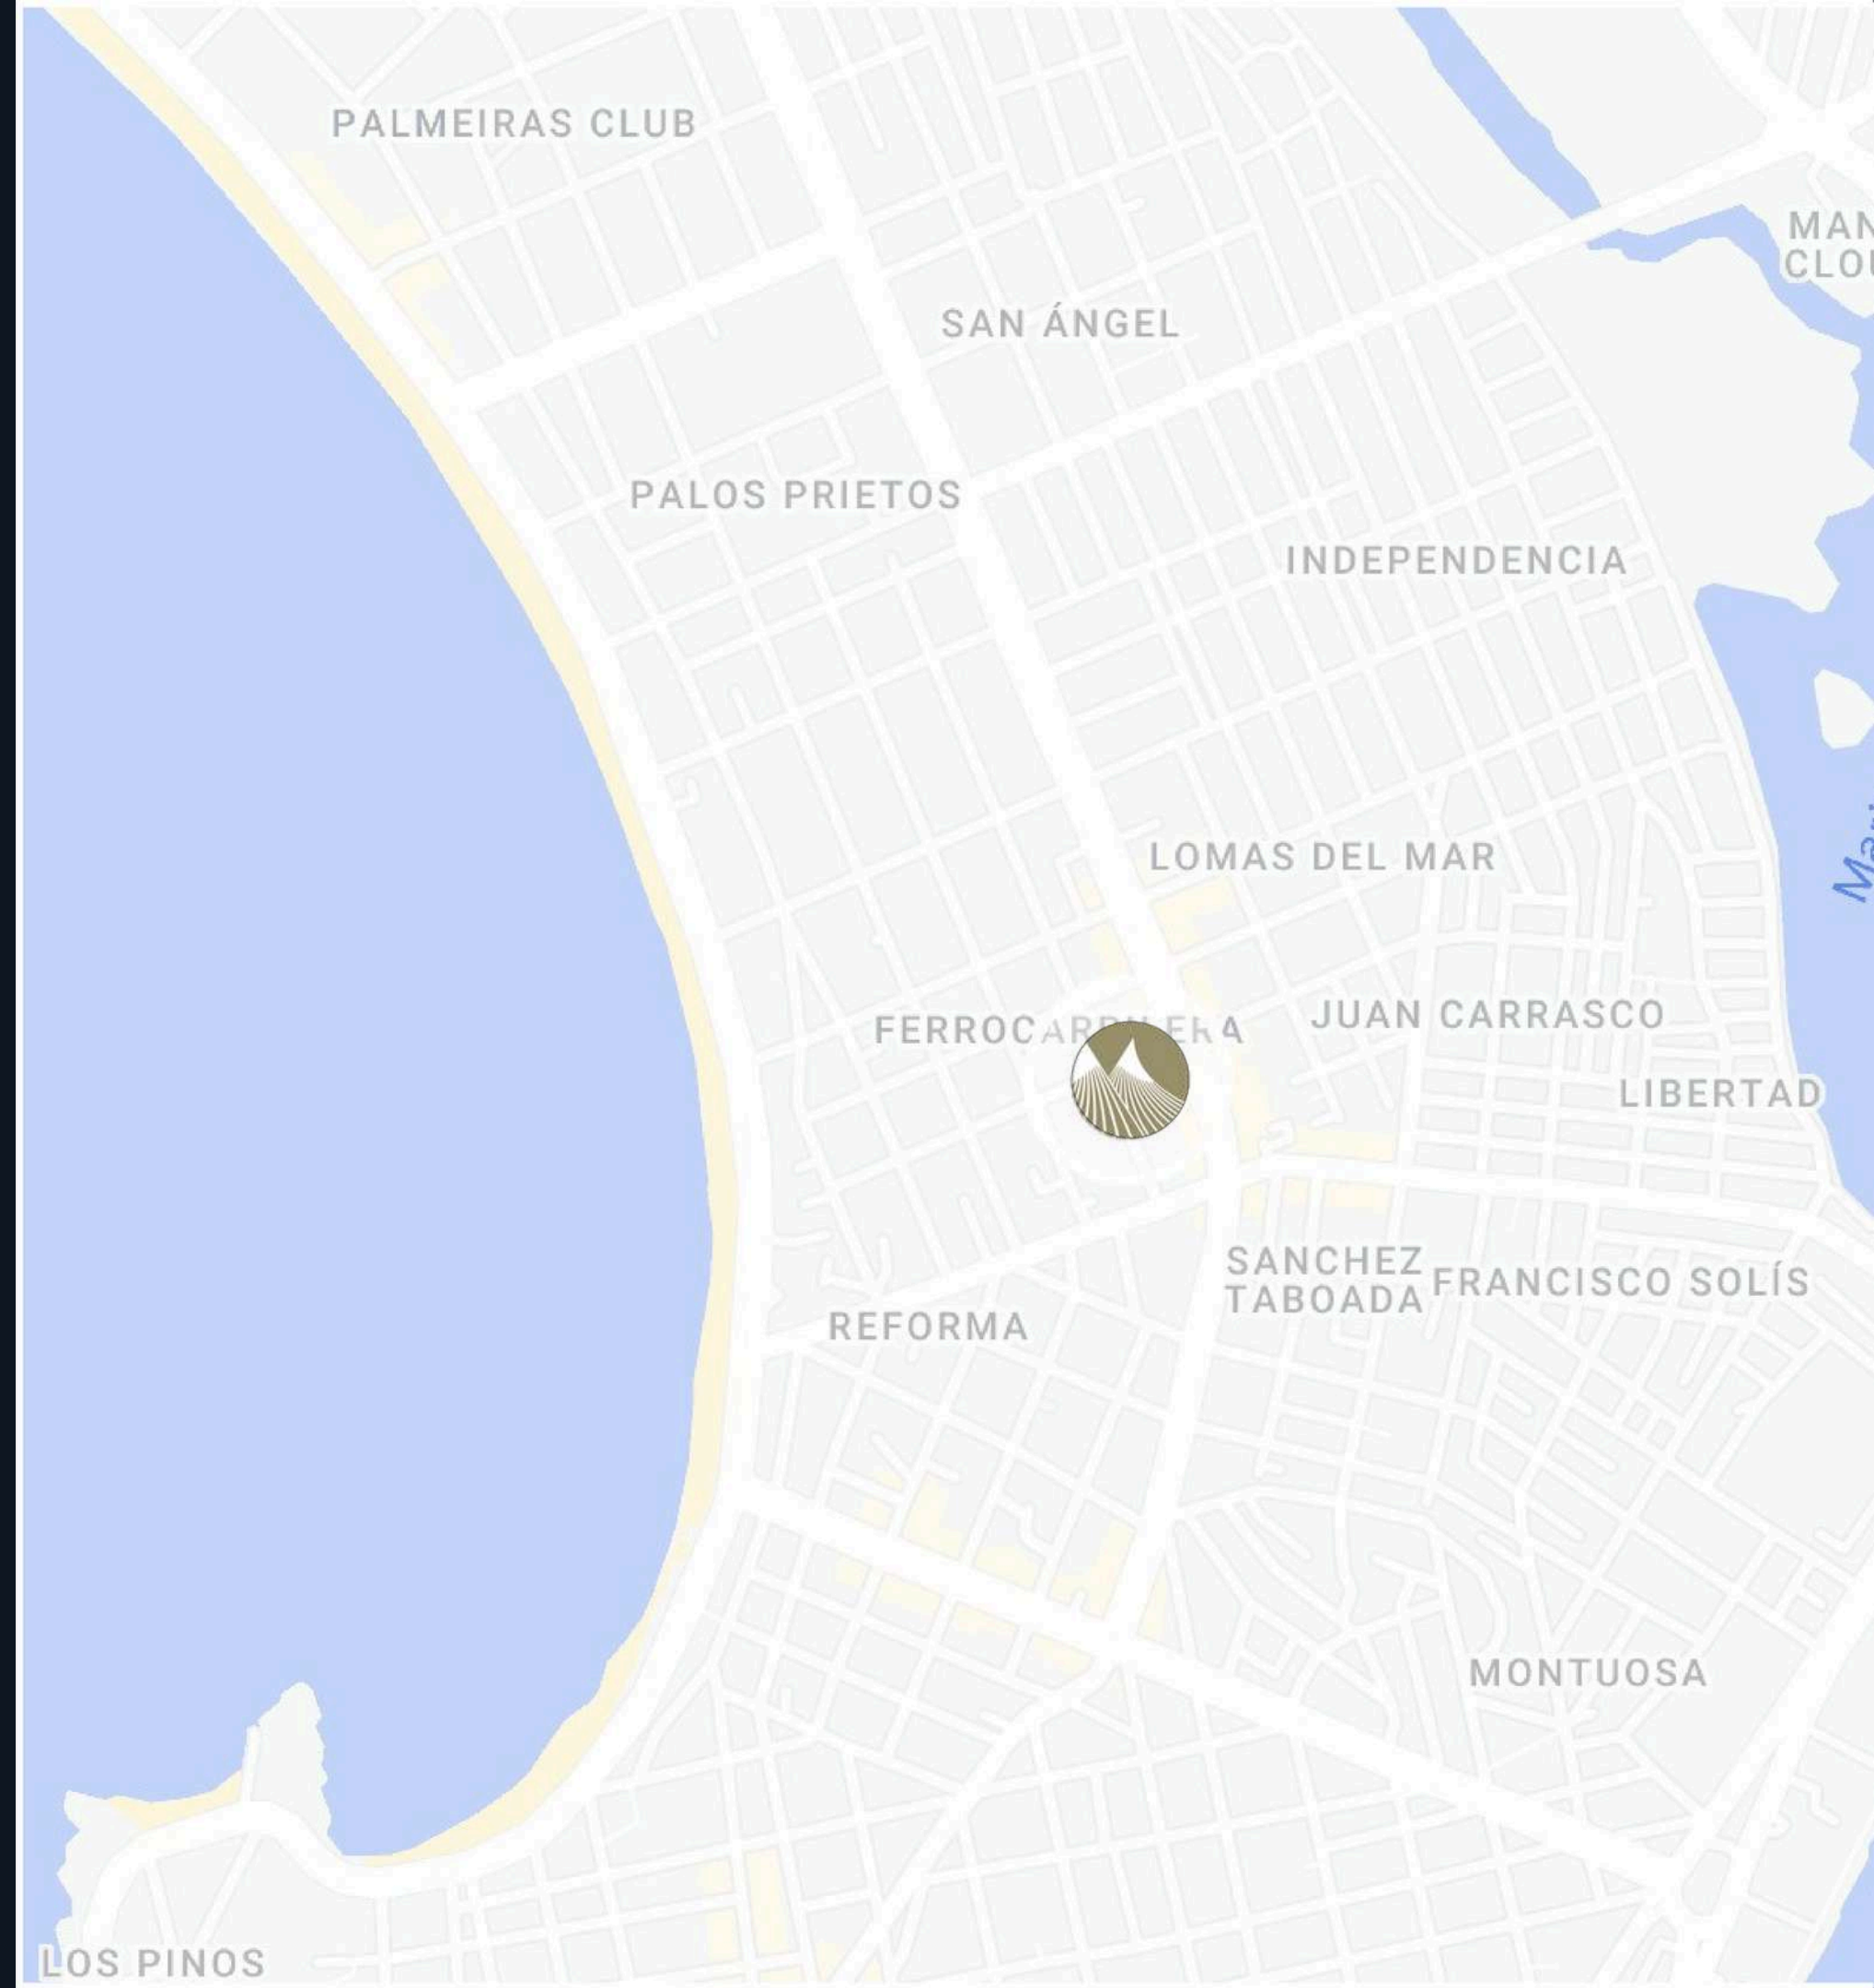 PALMEIRAS CLUB
SAN ÁNGEL
PALOS PRIETOS
INDEPENDENCIA
LOMAS DEL MAR
JUAN CARRASCO
LIBERTAD
SANCHEZ
TABOADA
FRANCISCO SOLÍS
REFORMA
MONTUOSA
LOS PINOS